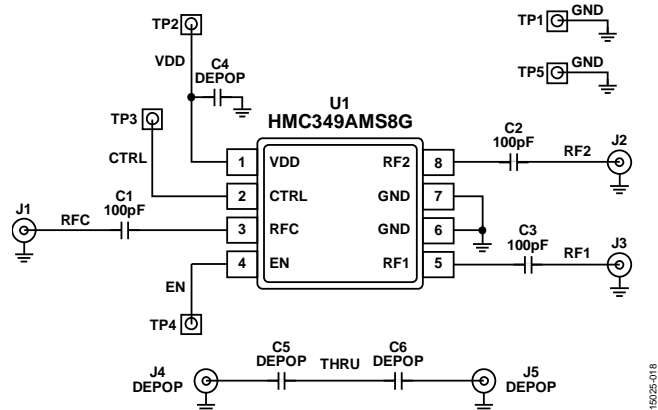 TP2
VDD
C4
DEPOP
TP1
GND
TP5
GND
U1
HMC349AMS8G
TP3
CTRL
J1
RFC
C1
100pF
1
VDD
2
CTRL
3
RFC
4
EN
RF2
8
GND
7
GND
6
RF1
5
C2
100pF
RF2
J2
C3
100pF
RF1
J3
EN
TP4
J4
DEPOP
C5
DEPOP
THRU
C6
DEPOP
J5
DEPOP
15025-018